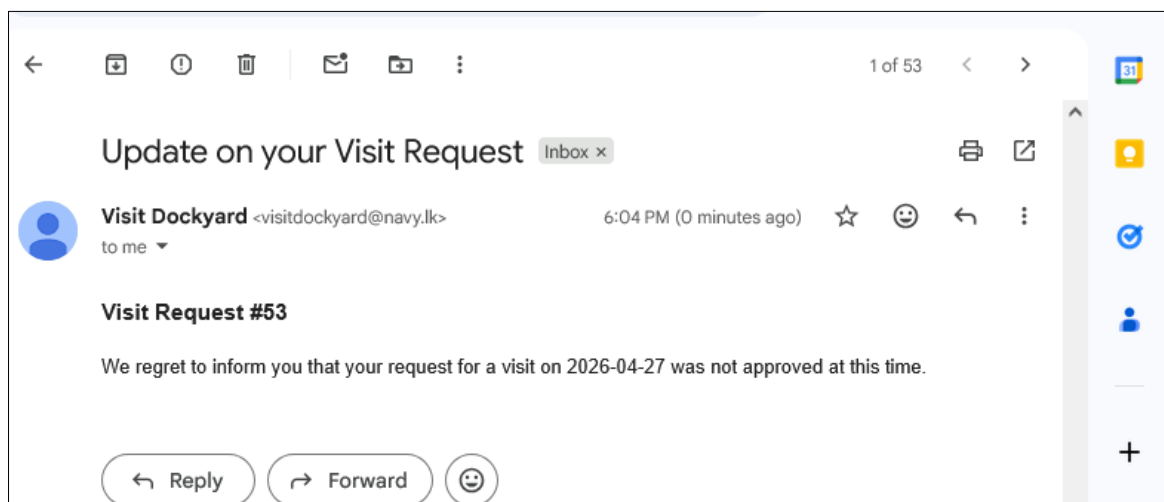 1 of 53
31
Update on your Visit Request Inbox ×
Visit Dockyard <visitdockyard@navy.lk> 6:04 PM (0 minutes ago)
to me
Visit Request #53
We regret to inform you that your request for a visit on 2026-04-27 was not approved at this time.
Reply Forward